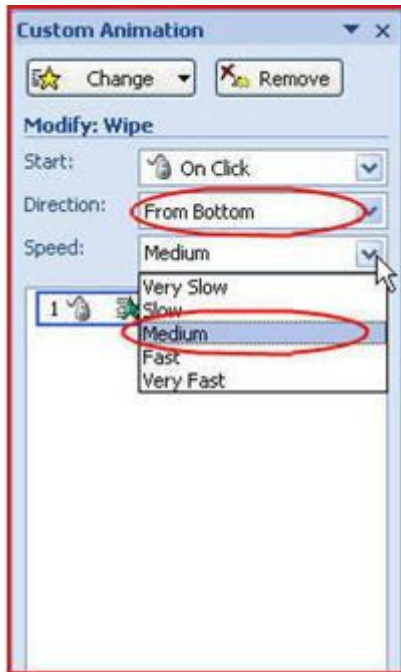 Custom Animation
Change
Remove
Modify: Wipe
Start: On Click
Direction: From Bottom
Speed: Medium
Very Slow
1 Slow
Medium
Fast
Very Fast